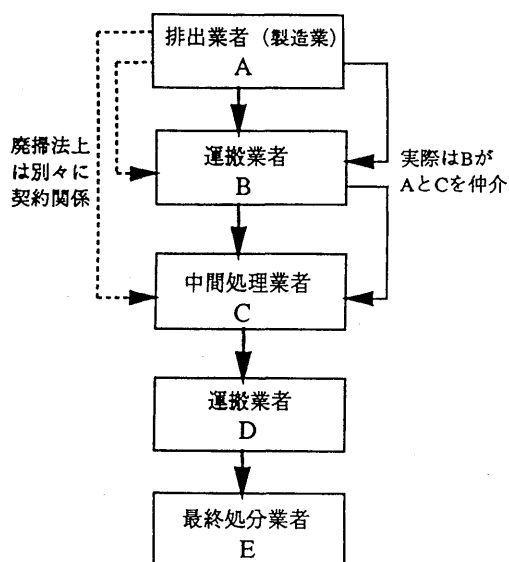 排出業者（製造業）
A
廃掃法上
は別々に
契約関係
運搬業者
B
実際はBが
AとCを仲介
中間処理業者
C
運搬業者
D
最終処分業者
E